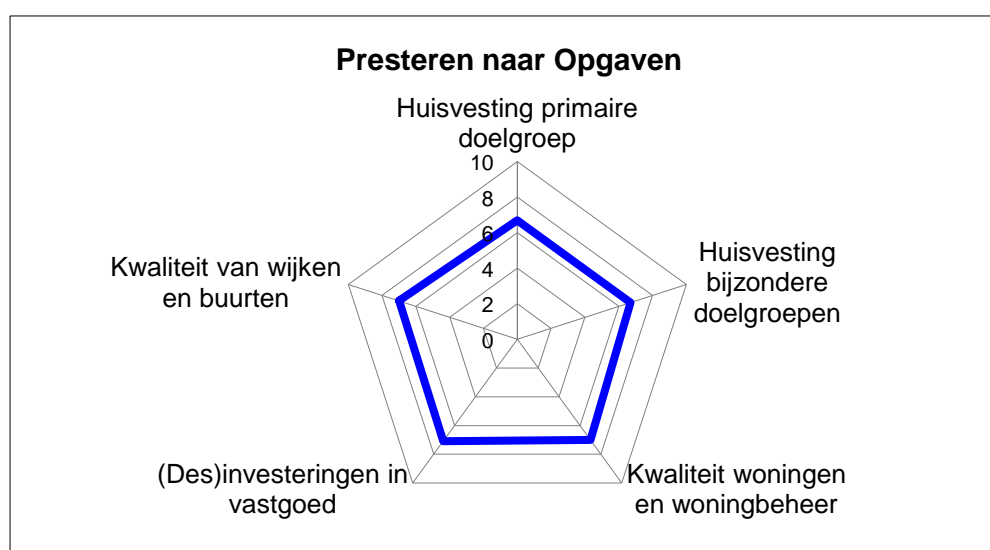 Presteren naar Opgaven
Huisvesting primaire
doelgroep
10
8
6
4
2
0
Huisvesting
bijzondere
doelgroepen
Kwaliteit woningen
en woningbeheer
(Des)investeringen in
vastgoed
Kwaliteit van wijken
en buurten